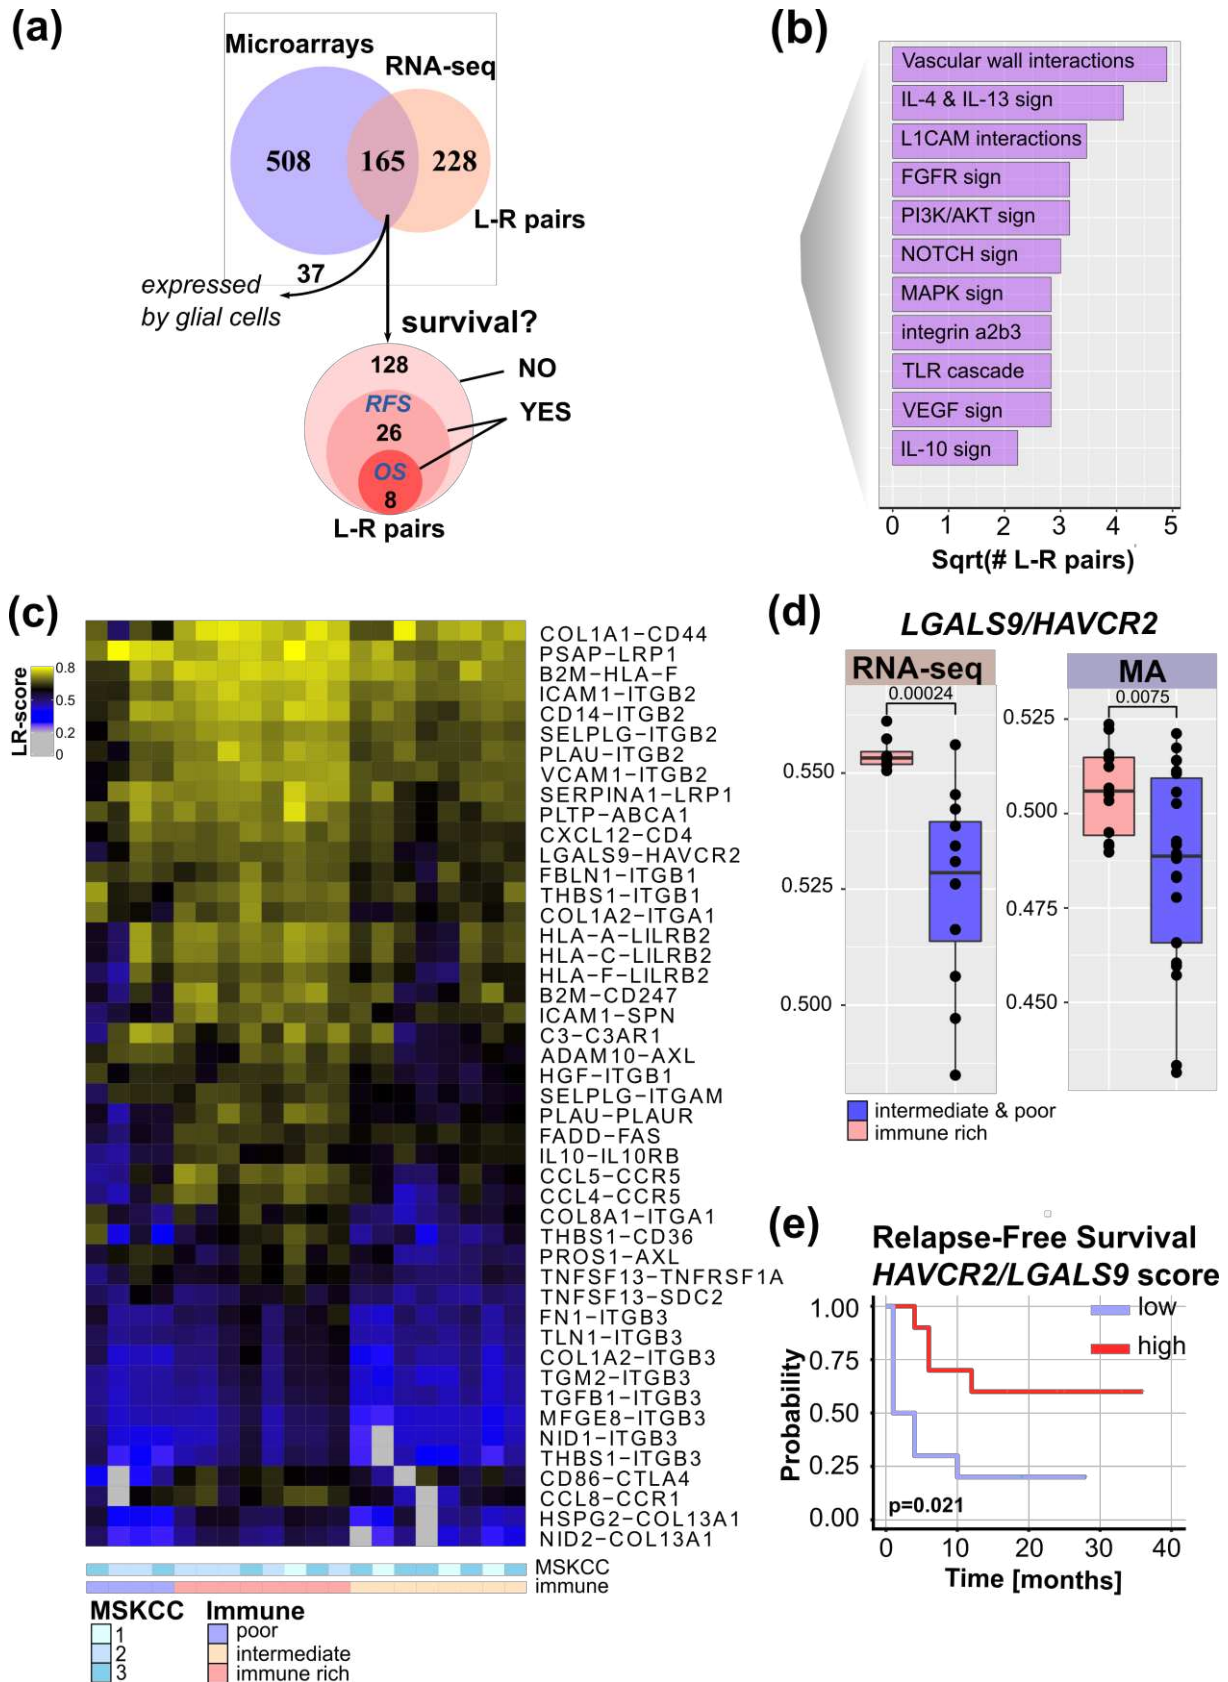 (a)
Microarrays
RNA-seq
508
165
228
L-R pairs
37
expressed
by glial cells
survival?
128
NO
RFS
YES
26
OS
8
L-R pairs
(b)
Vascular wall interactions
IL-4 & IL-13 sign
L1CAM interactions
FGFR sign
PI3K/AKT sign
NOTCH sign
MAPK sign
integrin a2b3
TLR cascade
VEGF sign
IL-10 sign
0 1 2 3 4 5
Sqrt(# L-R pairs)
(c)
LR-score
0.8
0.5
0.2
0
COL1A1−CD44
PSAP−LRP1
B2M−HLA−F
ICAM1−ITGB2
CD14−ITGB2
SELPLG−ITGB2
PLAU−ITGB2
VCAM1−ITGB2
SERPINA1−LRP1
PLTP−ABCA1
CXCL12−CD4
LGALS9−HAVCR2
FBLN1−ITGB1
THBS1−ITGB1
COL1A2−ITGA1
HLA−A−LILRB2
HLA−C−LILRB2
HLA−F−LILRB2
B2M−CD247
ICAM1−SPN
C3−C3AR1
ADAM10−AXL
HGF−ITGB1
SELPLG−ITGAM
PLAU−PLAUR
FADD−FAS
IL10−IL10RB
CCL5−CCR5
CCL4−CCR5
COL8A1−ITGA1
THBS1−CD36
PROS1−AXL
TNFSF13−TNFRSF1A
TNFSF13−SDC2
FN1−ITGB3
TLN1−ITGB3
COL1A2−ITGB3
TGM2−ITGB3
TGFB1−ITGB3
MFGE8−ITGB3
NID1−ITGB3
THBS1−ITGB3
CD86−CTLA4
CCL8−CCR1
HSPG2−COL13A1
NID2−COL13A1
MSKCC
immune
MSKCC
1
2
3
Immune
poor
intermediate
immune rich
(d)
LGALS9/HAVCR2
RNA-seq
0.00024
0.550
0.525
0.500
MA
0.0075
0.525
0.500
0.475
0.450
intermediate & poor
immune rich
(e)
Relapse-Free Survival
HAVCR2/LGALS9 score
low
high
1.00
0.75
0.50
0.25
0.00
Probability
p=0.021
0 10 20 30 40
Time [months]